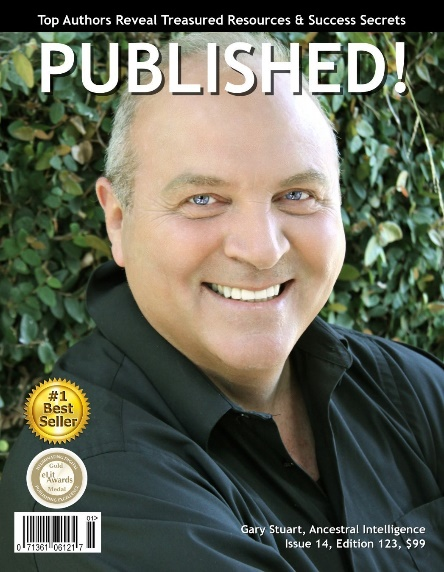 Top Authors Reveal Treasured Resources & Success Secrets
PUBLISHED!
#1
Best
Seller
Gold
eLit
Awards
Medal
01>
0 71361 06121 7
Gary Stuart, Ancestral Intelligence
Issue 14, Edition 123, $99